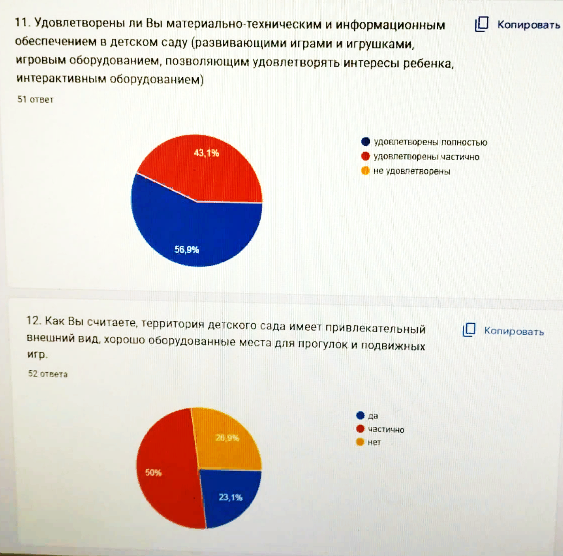 11. Удовлетворены ли Вы материально-техническим и информационным
Копировать
обеспечением в детском саду (развивающими играми и игрушками,
игровым оборудованием, позволяющим удовлетворять интересы ребенка,
интерактивным оборудованием)
51 ответ
удовлетворены полностью
удовлетворены частично
не удовлетворены
43,1%
56,9%
12. Как Вы считаете, территория детского сада имеет привлекательный
Копировать
внешний вид, хорошо оборудованные места для прогулок и подвижных
игр.
52 ответа
да
частично
нет
26,9%
50%
23,1%